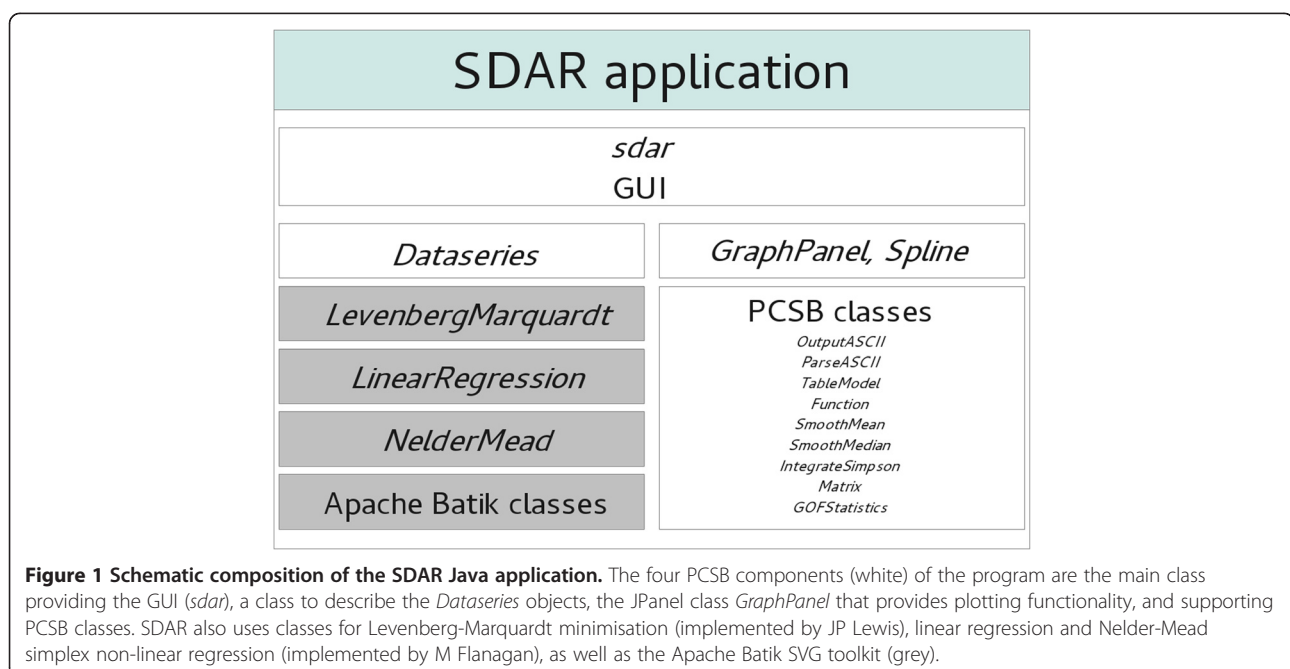 SDAR application
sdar
GUI
Dataseries
GraphPanel, Spline
LevenbergMarquardt
LinearRegression
NelderMead
Apache Batik classes
PCSB classes
OutputASCII
ParseASCII
TableModel
Function
SmoothMean
SmoothMedian
IntegrateSimpson
Matrix
GOFStatistics
Figure 1 Schematic composition of the SDAR Java application. The four PCSB components (white) of the program are the main class
providing the GUI (sdar), a class to describe the Dataseries objects, the JPanel class GraphPanel that provides plotting functionality, and supporting
PCSB classes. SDAR also uses classes for Levenberg-Marquardt minimisation (implemented by JP Lewis), linear regression and Nelder-Mead
simplex non-linear regression (implemented by M Flanagan), as well as the Apache Batik SVG toolkit (grey).